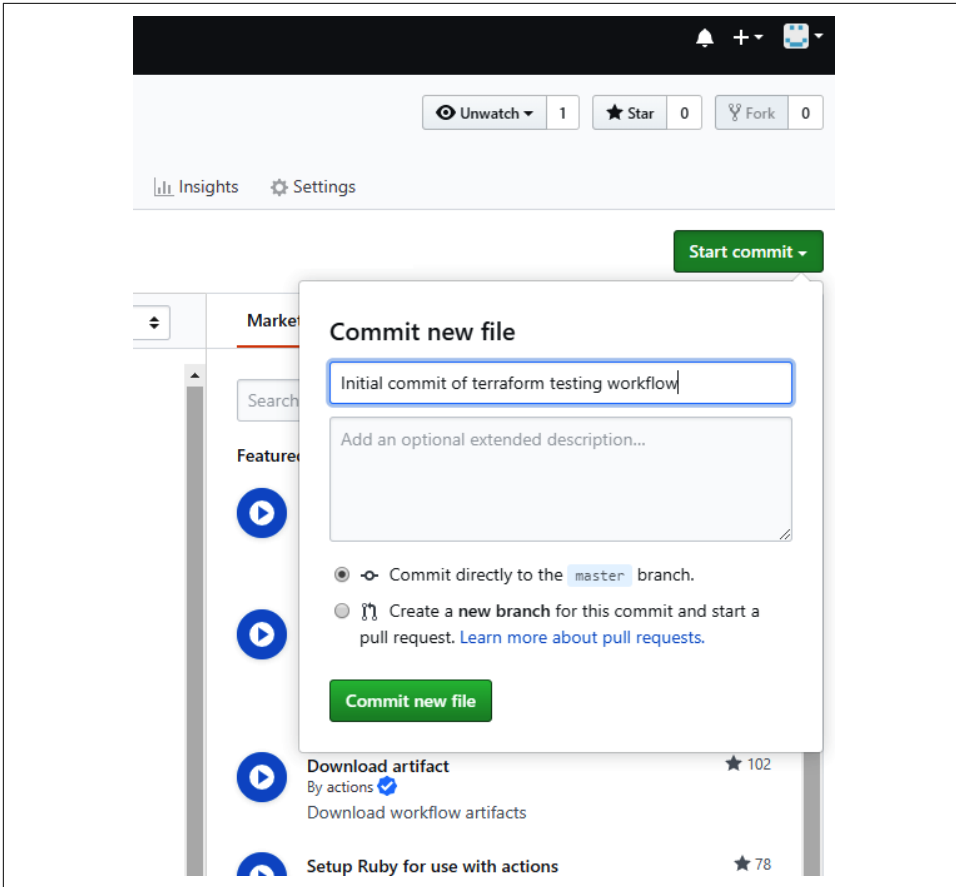 Unwatch 1 Star 0 Fork 0
Insights Settings
Start commit
Commit new file
Initial commit of terraform testing workflow
Add an optional extended description...
Commit directly to the master branch.
Create a new branch for this commit and start a
pull request. Learn more about pull requests.
Commit new file
Market
Search
Featured
Download artifact 102
By actions
Download workflow artifacts
Setup Ruby for use with actions 78